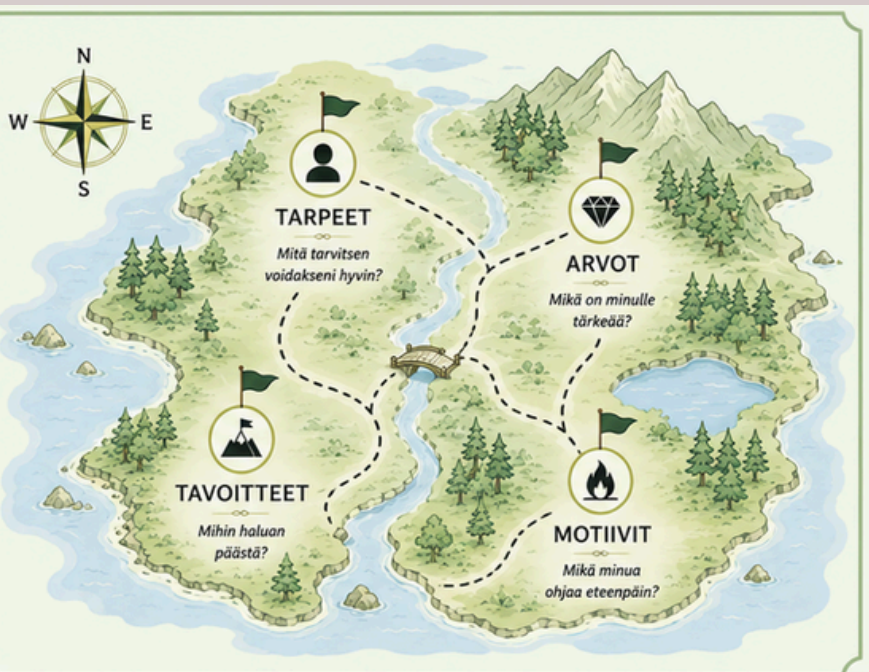 N
W E
S
TARPEET
Mitä tarvitsen
voidakseni hyvin?
ARVOT
Mikä on minulle
tärkeää?
TAVOITTEET
Mihin haluan
päästä?
MOTIIVIT
Mikä minua
ohjaa eteenpäin?